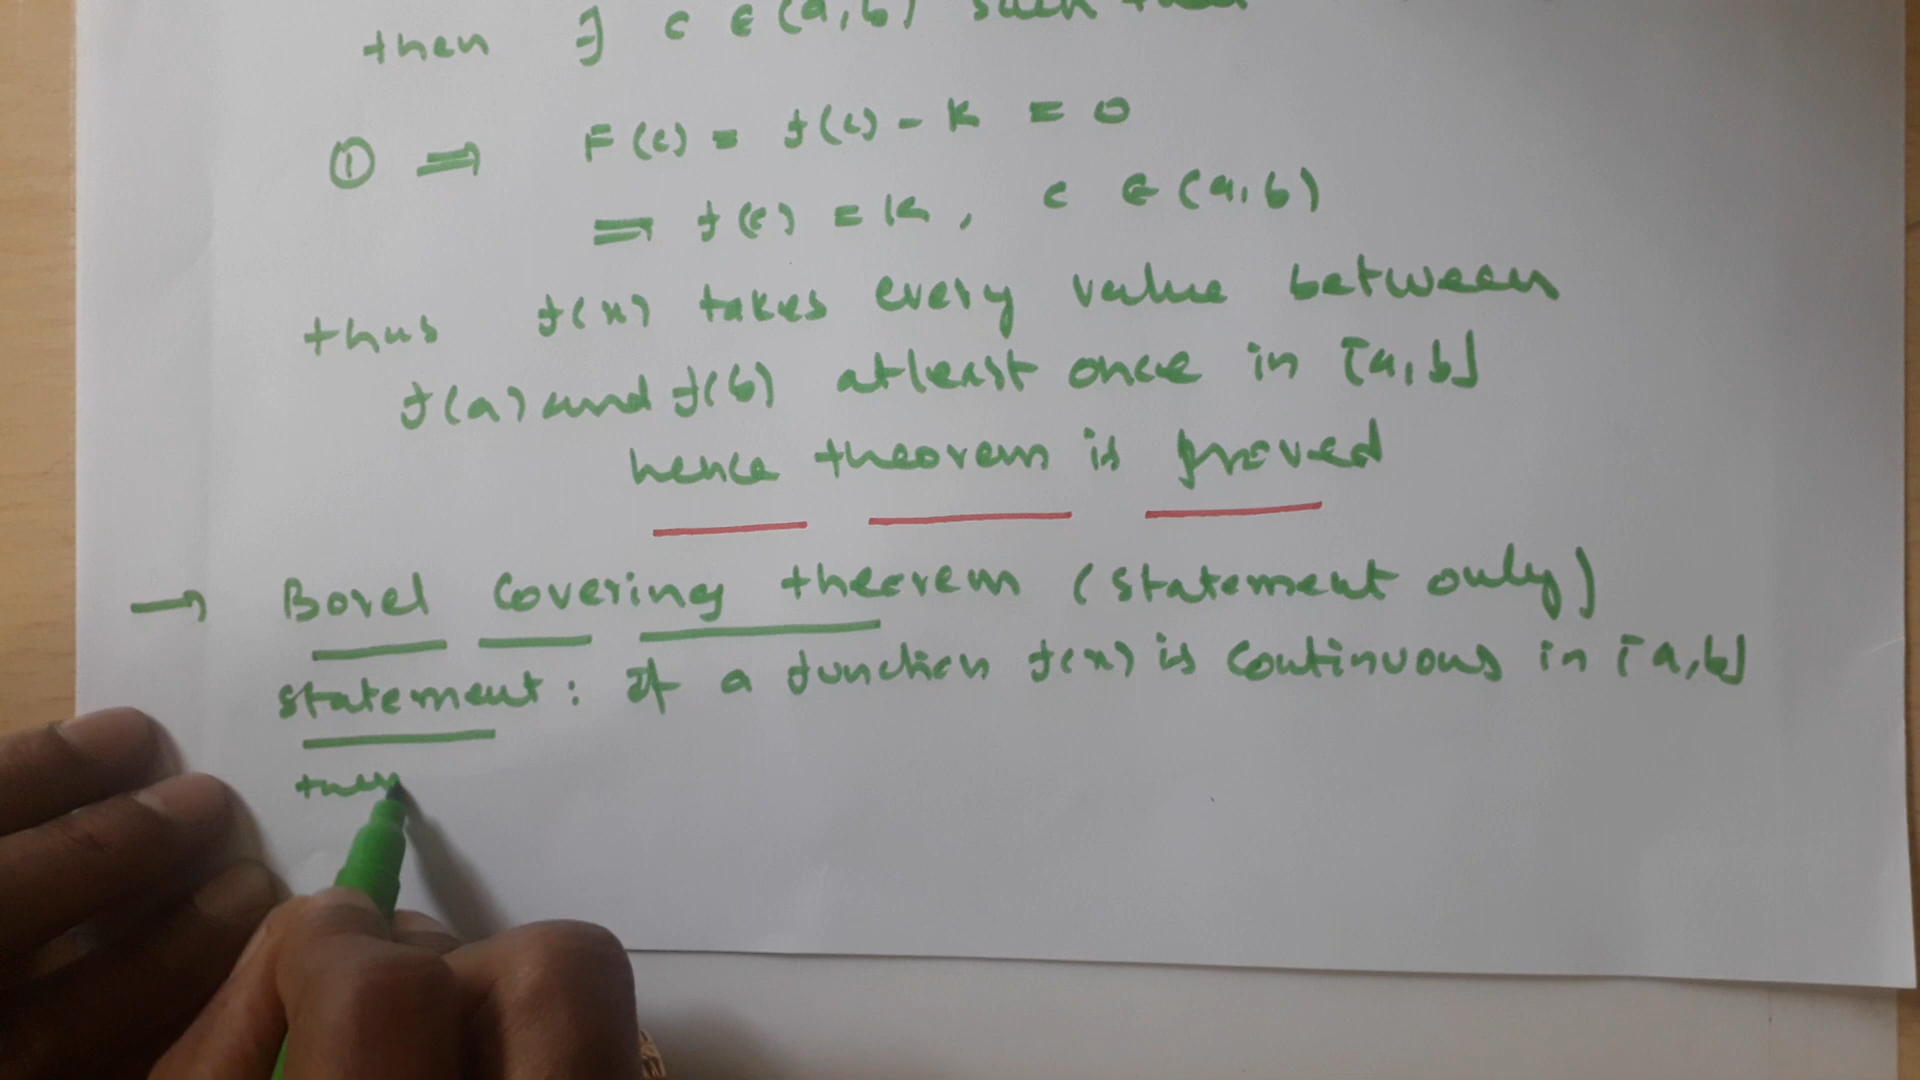 then ∃ c ∈ (a,b) such that
① ⟹ F(c) = f(c) - K = 0
⟹ f(c) = K, c ∈ (a,b)
thus f(x) takes every value between
f(a) and f(b) atleast once in [a,b]
hence theorem is proved
→ Borel Covering theorem (statement only)
statement: If a function f(x) is continuous in [a,b]
then